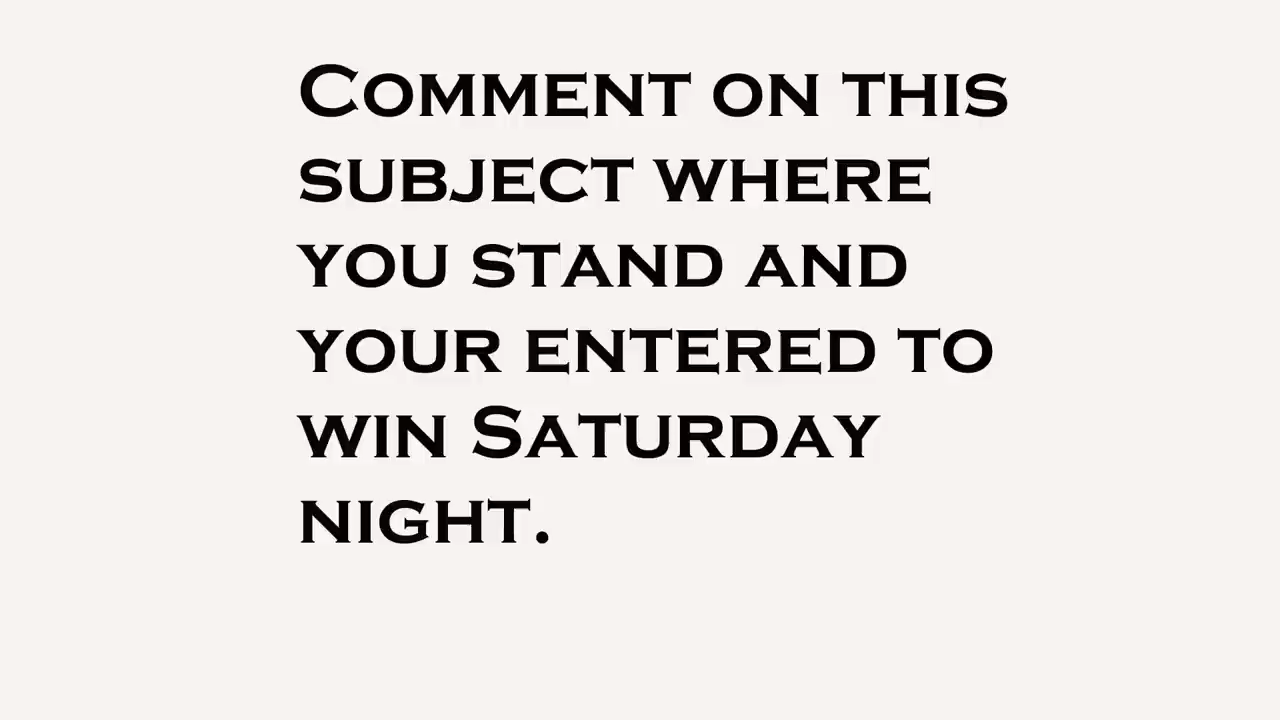 Comment on this
subject where
you stand and
your entered to
win Saturday
night.